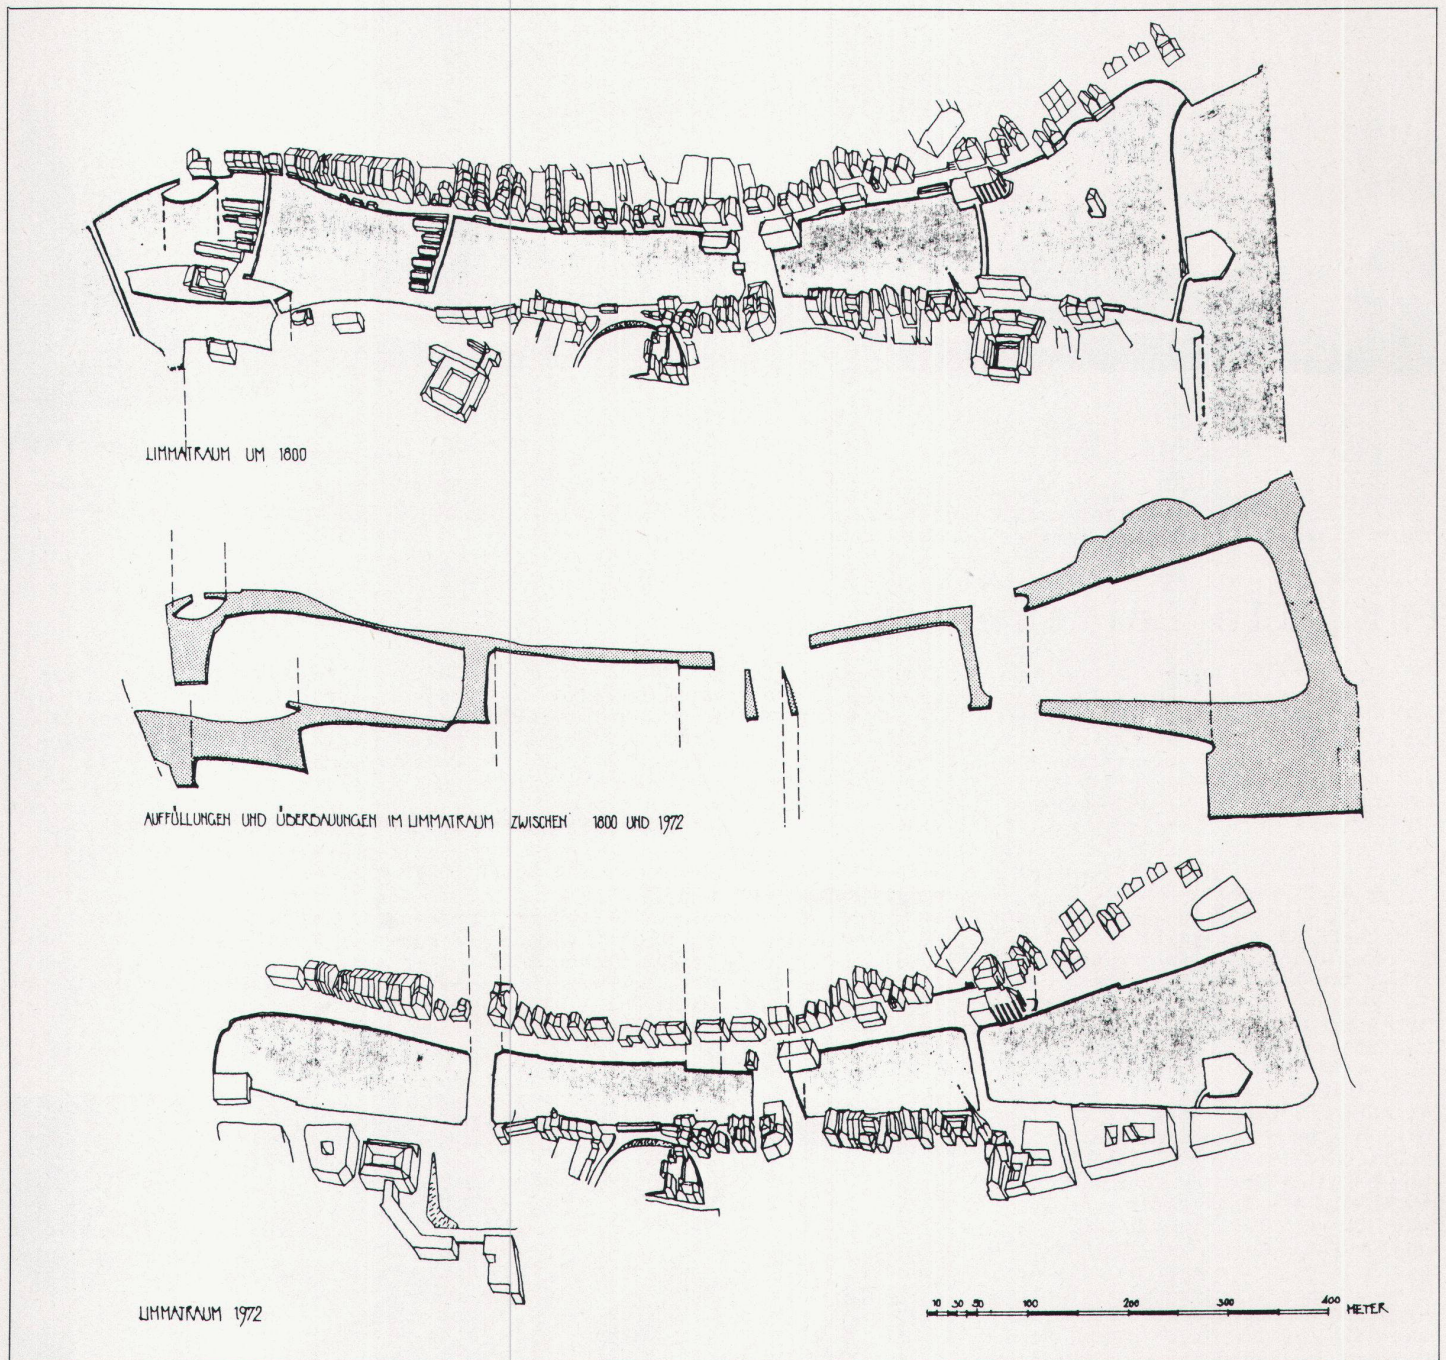 LIMMATRAUM UM 1800
AUFFÜLLUNGEN UND ÜBERBAUUNGEN IM LIMMATRAUM ZWISCHEN 1800 UND 1972
LIMMATRAUM 1972
10 30 50 100 200 300 400 METER